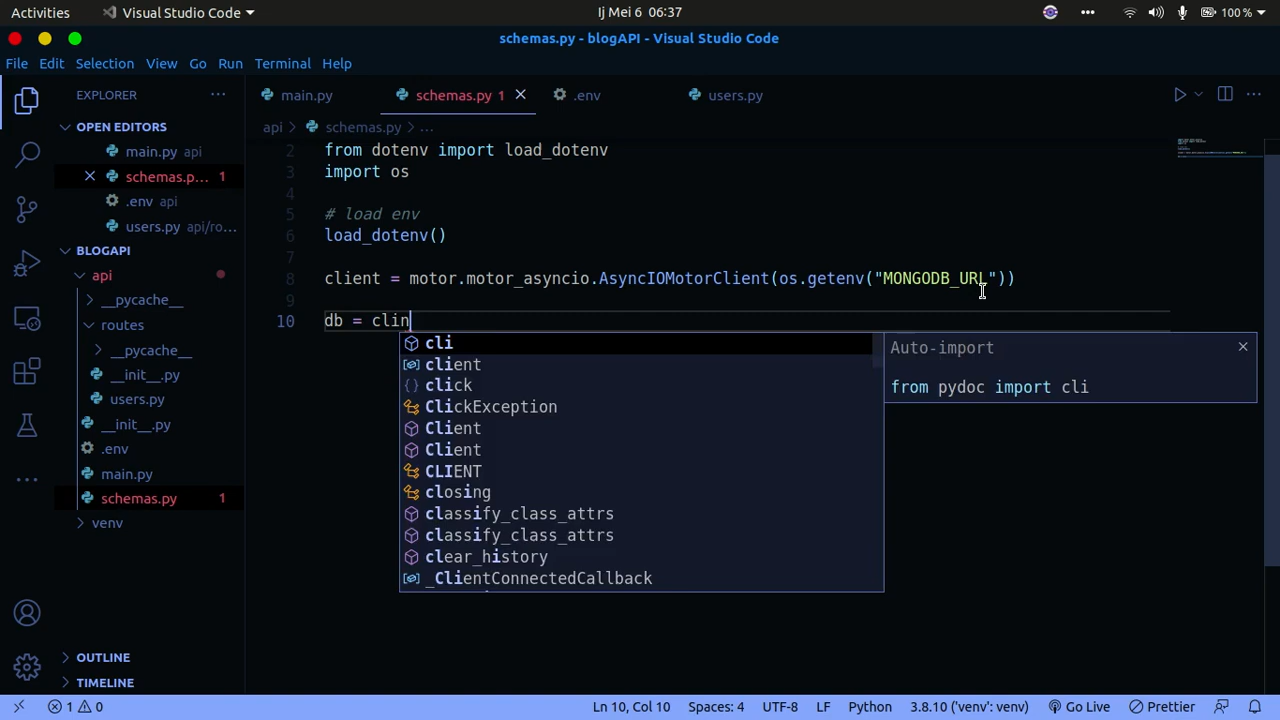 Activities Visual Studio Code Ij Mei 6 06:37 100 %
schemas.py - blogAPI - Visual Studio Code
File Edit Selection View Go Run Terminal Help
EXPLORER
OPEN EDITORS
main.py api
schemas.p... 1
.env api
users.py api/ro...
BLOGAPI
api
__pycache__
routes
__pycache__
__init__.py
users.py
__init__.py
.env
main.py
schemas.py 1
venv
OUTLINE
TIMELINE
main.py schemas.py 1 .env users.py
api schemas.py ...
2 from dotenv import load_dotenv
3 import os
4
5 # load env
6 load_dotenv()
7
8 client = motor.motor_asyncio.AsyncIOMotorClient(os.getenv("MONGODB_URL"))
9
10 db = clin
cli
client
click
ClickException
Client
Client
CLIENT
closing
classify_class_attrs
classify_class_attrs
clear_history
_ClientConnectedCallback
Auto-import
from pydoc import cli
1 0 Ln 10, Col 10 Spaces: 4 UTF-8 LF Python 3.8.10 ('venv': venv) Go Live Prettier